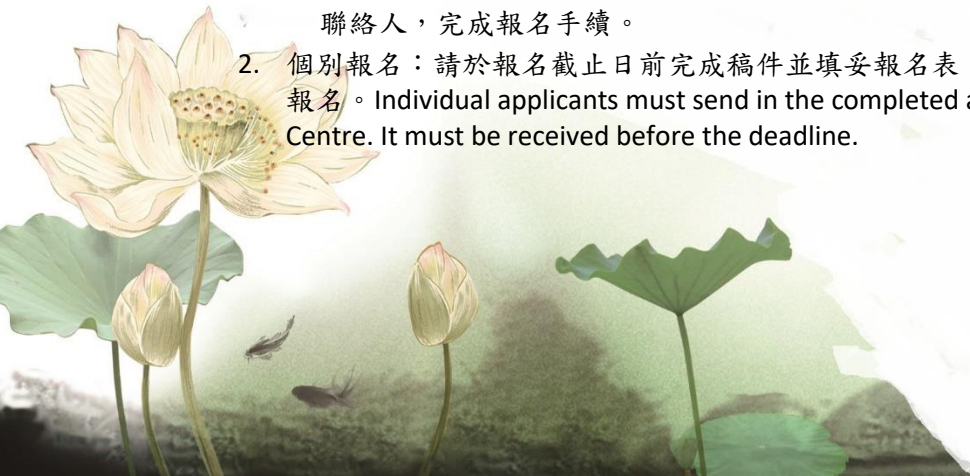 聯絡人，完成報名手續。
2. 個別報名：請於報名截止日前完成稿件並填妥報名表
報名。Individual applicants must send in the completed a
Centre. It must be received before the deadline.